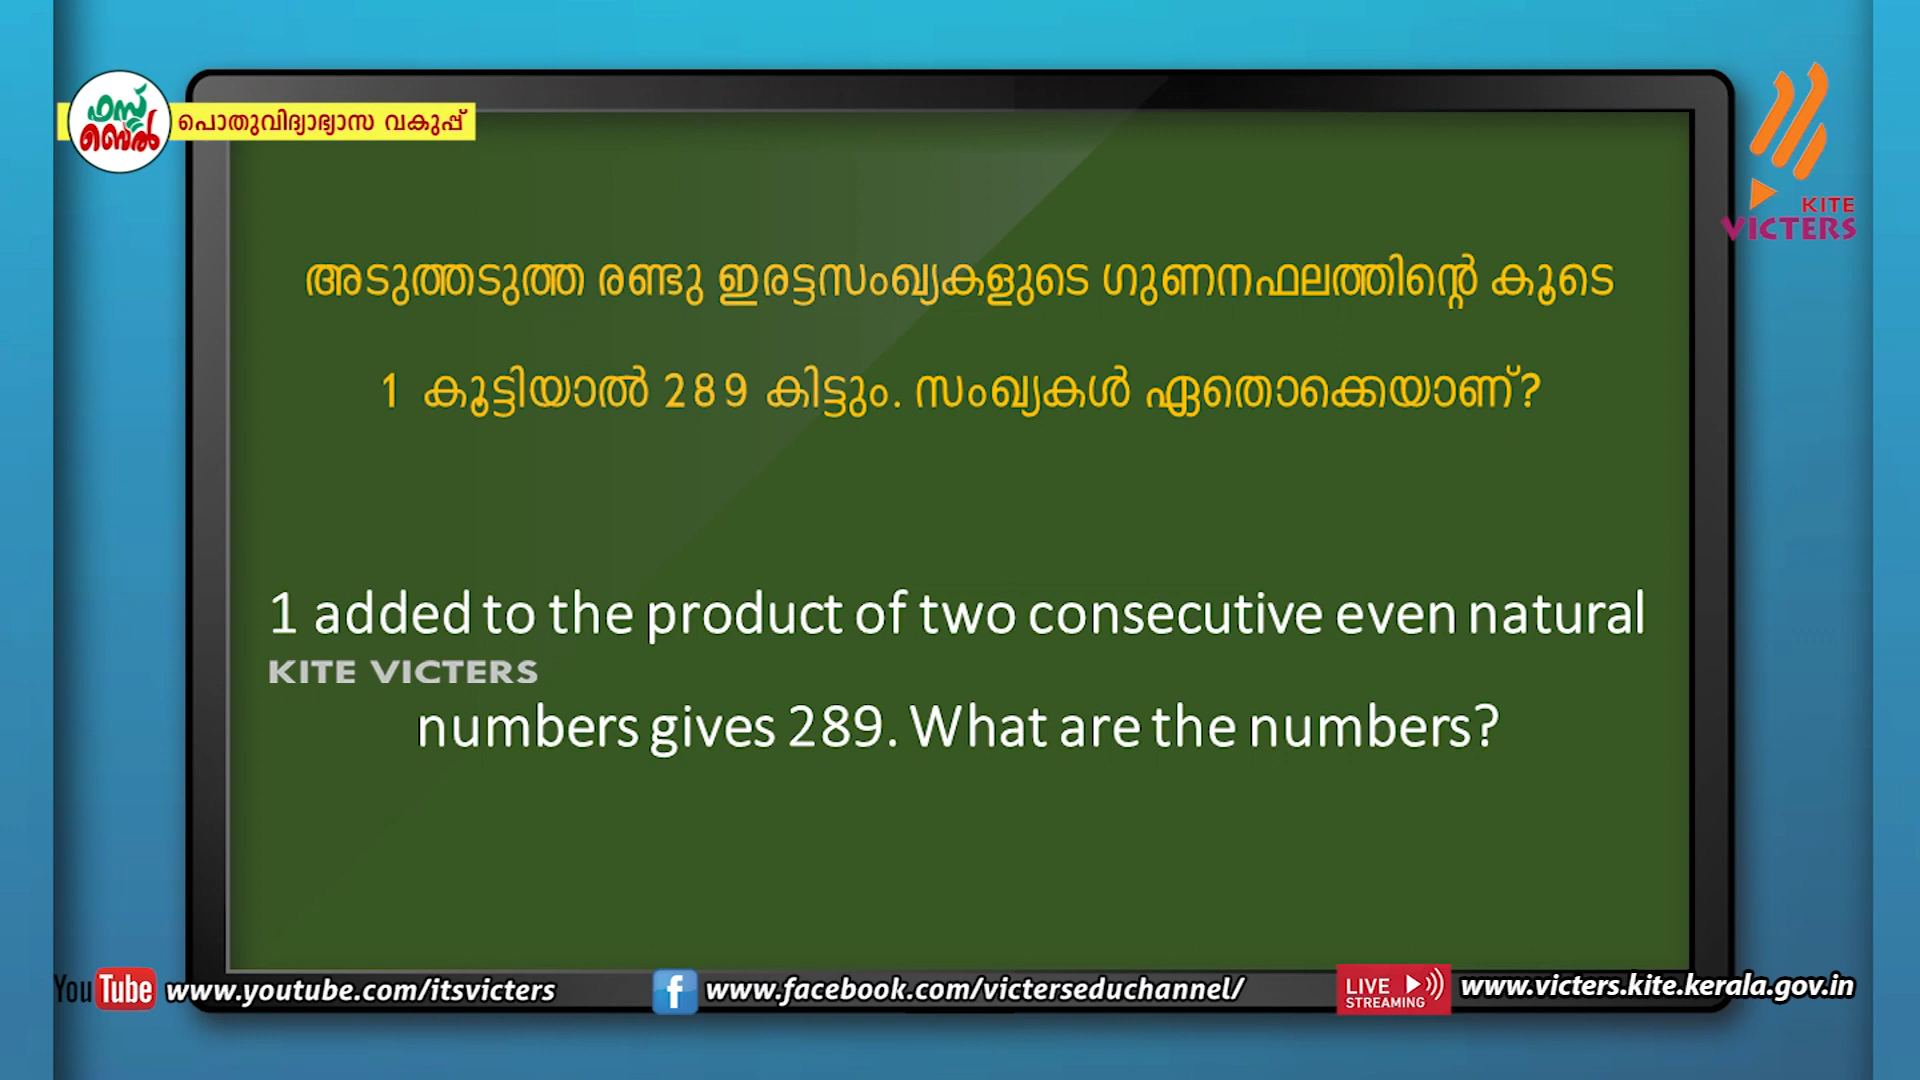 ഫസ്റ്റ് ബെൽ
പൊതുവിദ്യാഭ്യാസ വകുപ്പ്
KITE
VICTERS
അടുത്തടുത്ത രണ്ടു ഇരട്ടസംഖ്യകളുടെ ഗുണനഫലത്തിന്റെ കൂടെ
1 കൂട്ടിയാൽ 289 കിട്ടും. സംഖ്യകൾ ഏതൊക്കെയാണ്?
1 added to the product of two consecutive even natural
KITE VICTERS
numbers gives 289. What are the numbers?
You Tube www.youtube.com/itsvicters f www.facebook.com/victerseduchannel/ LIVE STREAMING www.victers.kite.kerala.gov.in